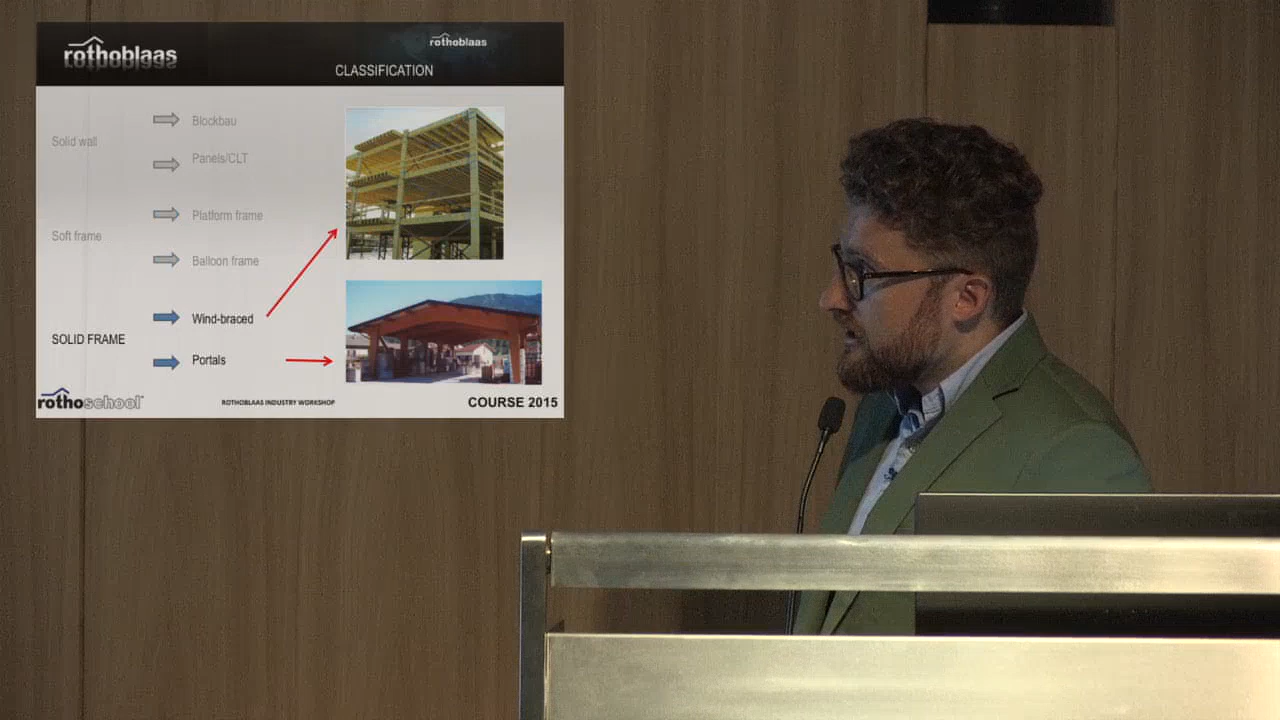 rothoblaas
rothoblaas
CLASSIFICATION
Solid wall
Blockbau
Panels/CLT
Soft frame
Platform frame
Balloon frame
SOLID FRAME
Wind-braced
Portals
rothoschool
ROTHOBLAAS INDUSTRY WORKSHOP
COURSE 2015